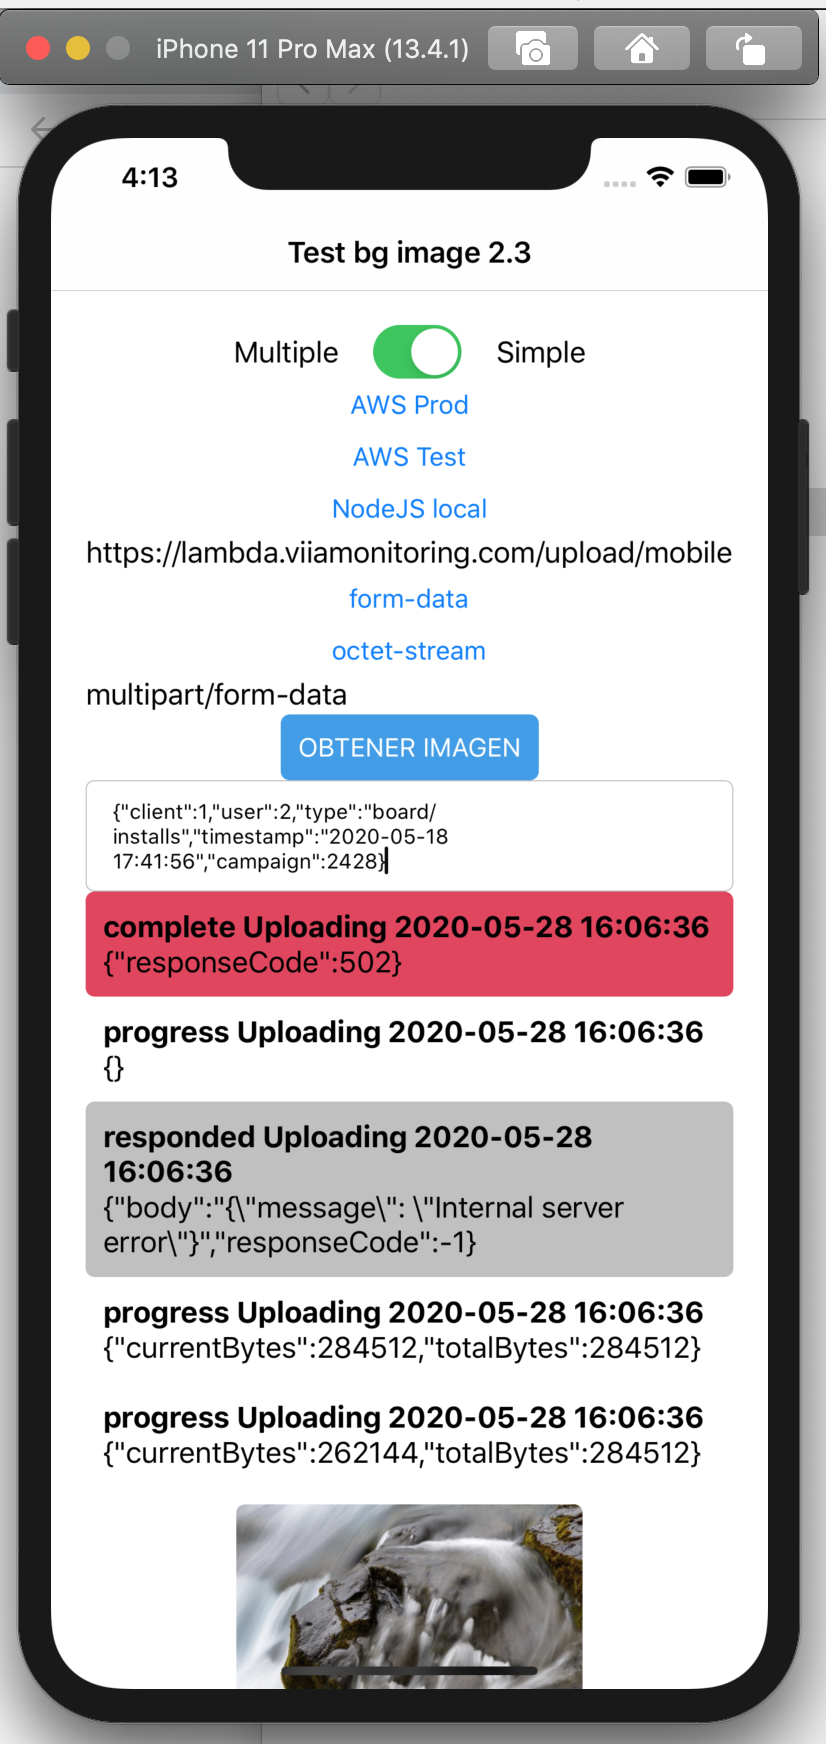 iPhone 11 Pro Max (13.4.1)
4:13
Test bg image 2.3
Multiple Simple
AWS Prod
AWS Test
NodeJS local
https://lambda.viiamonitoring.com/upload/mobile
form-data
octet-stream
multipart/form-data
OBTENER IMAGEN
{"client":1,"user":2,"type":"board/
installs","timestamp":"2020-05-18
17:41:56","campaign":2428}
complete Uploading 2020-05-28 16:06:36
{"responseCode":502}
progress Uploading 2020-05-28 16:06:36
{}
responded Uploading 2020-05-28
16:06:36
{"body":"{\"message\": \"Internal server
error\"}","responseCode":-1}
progress Uploading 2020-05-28 16:06:36
{"currentBytes":284512,"totalBytes":284512}
progress Uploading 2020-05-28 16:06:36
{"currentBytes":262144,"totalBytes":284512}